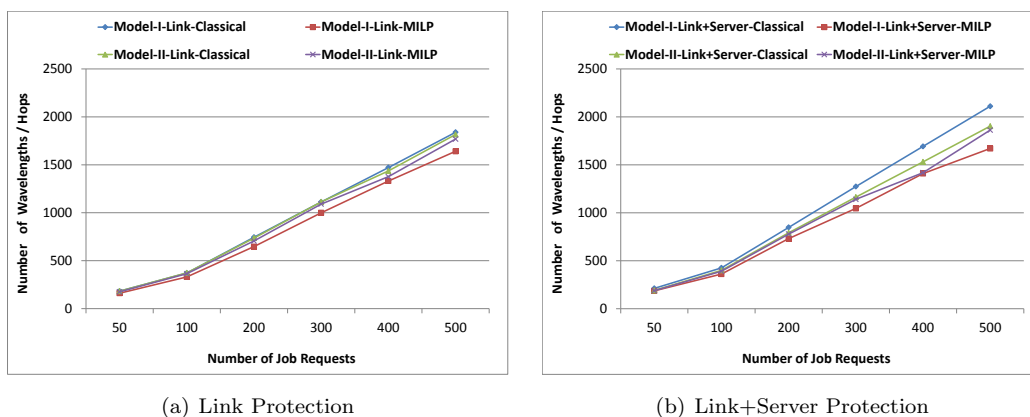 Model-I-Link-Classical Model-I-Link-MILP
Model-II-Link-Classical Model-II-Link-MILP
Number of Wavelengths / Hops
2500
2000
1500
1000
500
0
50 100 200 300 400 500
Number of Job Requests
(a) Link Protection
Model-I-Link+Server-Classical Model-I-Link+Server-MILP
Model-II-Link+Server-Classical Model-II-Link+Server-MILP
Number of Wavelengths / Hops
2500
2000
1500
1000
500
0
50 100 200 300 400 500
Number of Job Requests
(b) Link+Server Protection